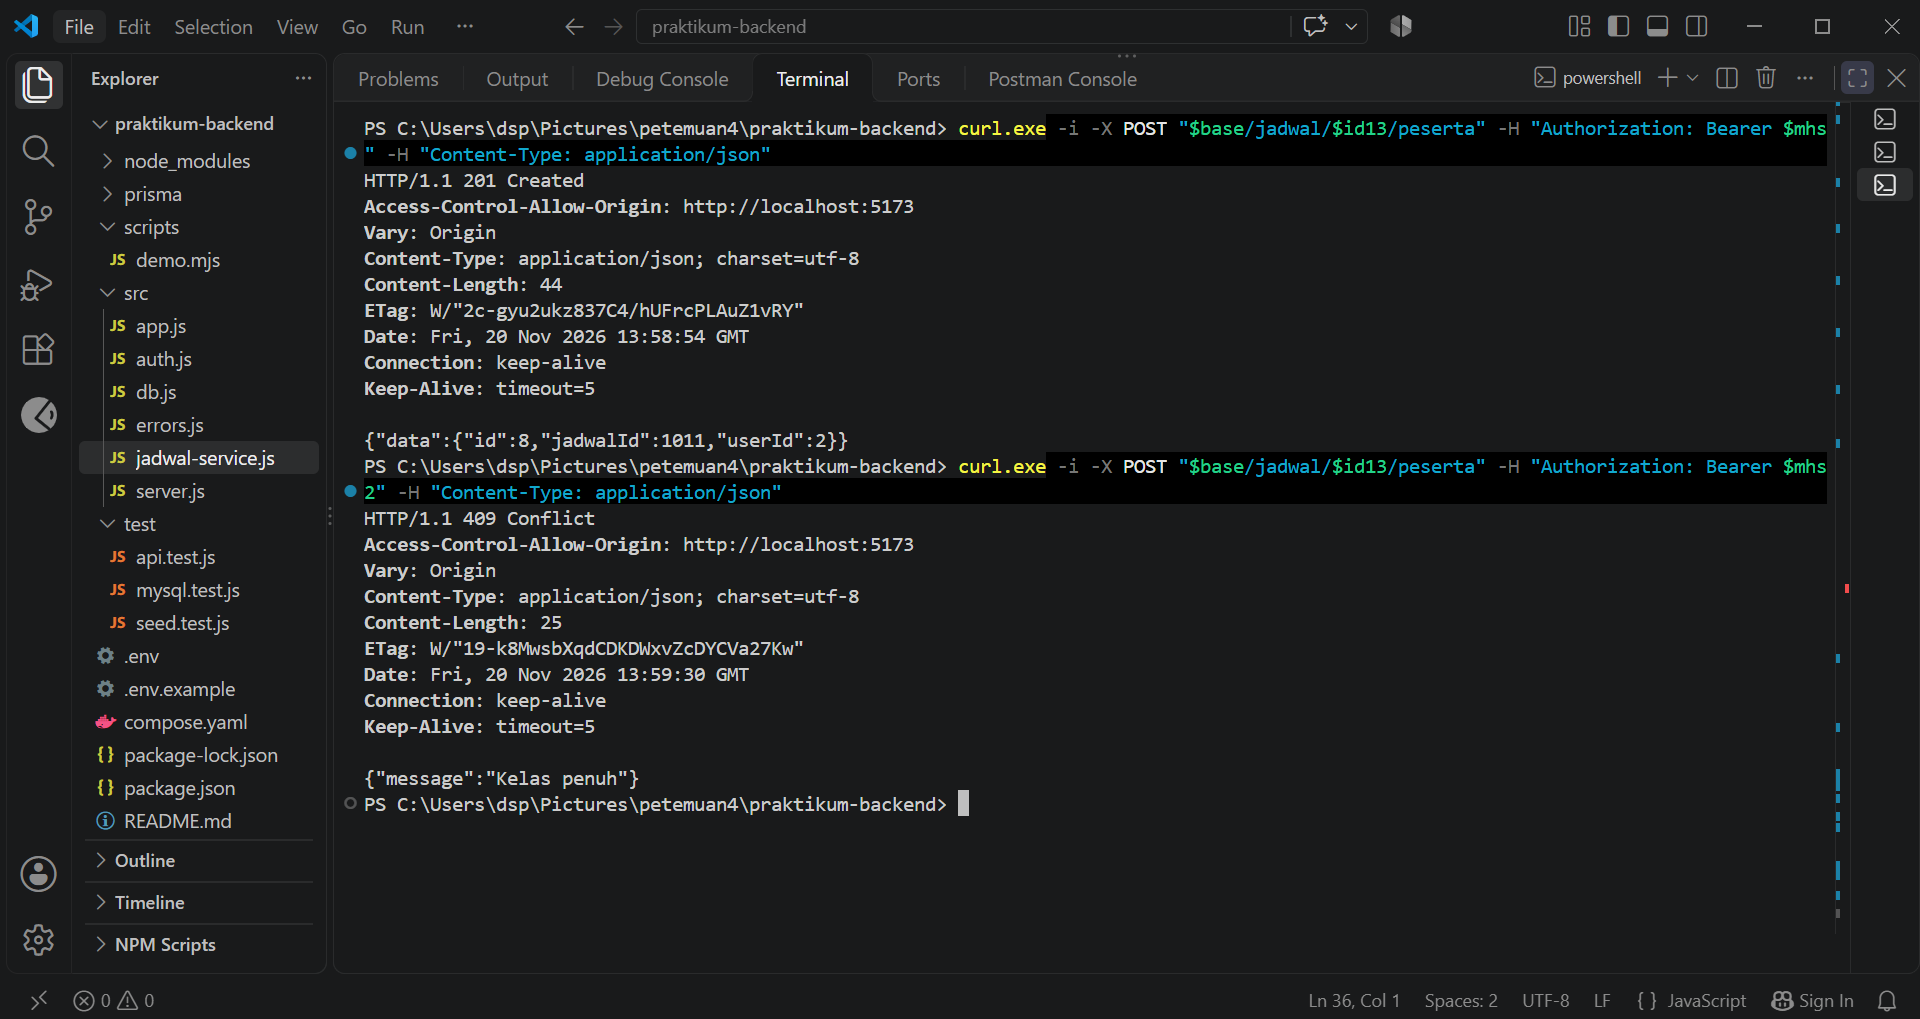 File Edit Selection View Go Run ··· praktikum-backend
Explorer ···
praktikum-backend
node_modules
prisma
scripts
JS demo.mjs
src
JS app.js
JS auth.js
JS db.js
JS errors.js
JS jadwal-service.js
JS server.js
test
JS api.test.js
JS mysql.test.js
JS seed.test.js
.env
.env.example
compose.yaml
{} package-lock.json
{} package.json
README.md
Outline
Timeline
NPM Scripts
Problems Output Debug Console Terminal Ports Postman Console powershell
PS C:\Users\dsp\Pictures\petemuan4\praktikum-backend> curl.exe -i -X POST "$base/jadwal/$id13/peserta" -H "Authorization: Bearer $mhs
" -H "Content-Type: application/json"
HTTP/1.1 201 Created
Access-Control-Allow-Origin: http://localhost:5173
Vary: Origin
Content-Type: application/json; charset=utf-8
Content-Length: 44
ETag: W/"2c-gyu2ukz837C4/hUFrcPLAuZ1vRY"
Date: Fri, 20 Nov 2026 13:58:54 GMT
Connection: keep-alive
Keep-Alive: timeout=5
{"data":{"id":8,"jadwalId":1011,"userId":2}}
PS C:\Users\dsp\Pictures\petemuan4\praktikum-backend> curl.exe -i -X POST "$base/jadwal/$id13/peserta" -H "Authorization: Bearer $mhs
2" -H "Content-Type: application/json"
HTTP/1.1 409 Conflict
Access-Control-Allow-Origin: http://localhost:5173
Vary: Origin
Content-Type: application/json; charset=utf-8
Content-Length: 25
ETag: W/"19-k8MwsbXqdCDKDWxvZcDYCVa27Kw"
Date: Fri, 20 Nov 2026 13:59:30 GMT
Connection: keep-alive
Keep-Alive: timeout=5
{"message":"Kelas penuh"}
PS C:\Users\dsp\Pictures\petemuan4\praktikum-backend>
0 0 Ln 36, Col 1 Spaces: 2 UTF-8 LF {} JavaScript Sign In